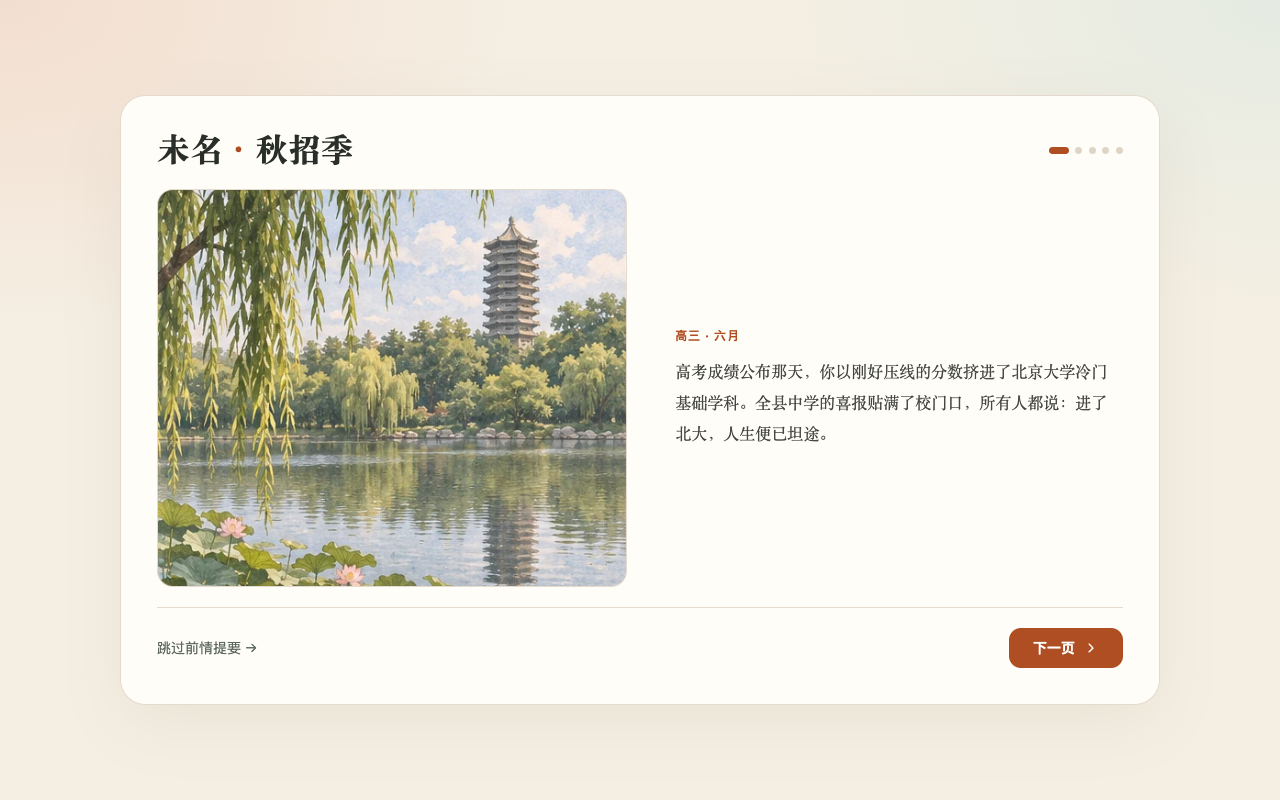 未名 · 秋招季
高三 · 六月
高考成绩公布那天，你以刚好压线的分数挤进了北京大学冷门
基础学科。全县中学的喜报贴满了校门口，所有人都说：进了
北大，人生便已坦途。
跳过前情提要 →
下一页 ›